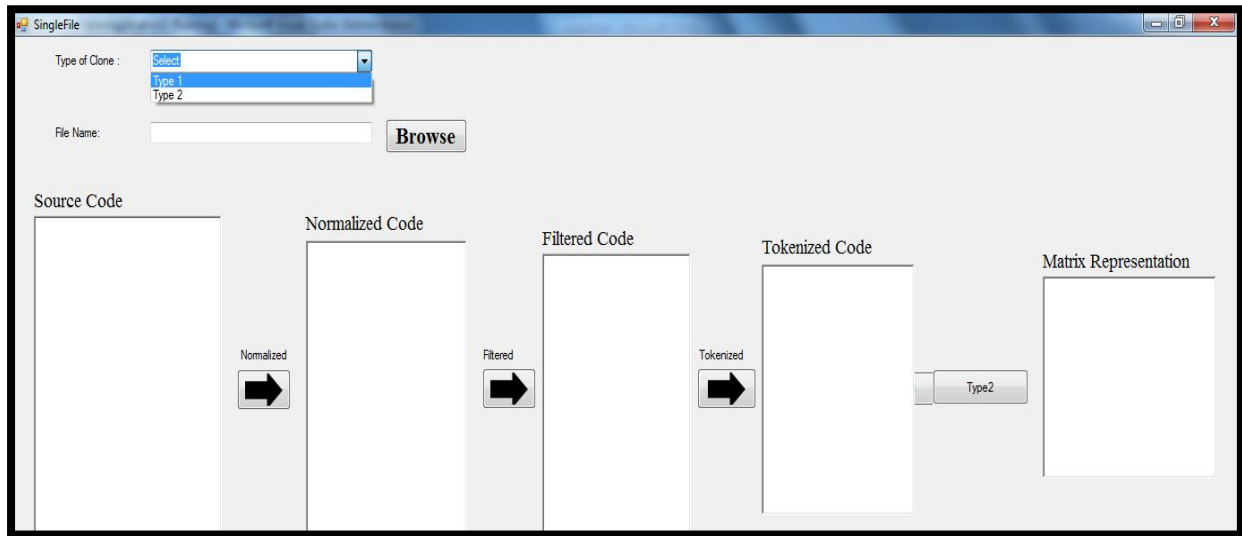 SingleFile
Type of Clone :
Select
Type 1
Type 2
File Name:
Browse
Source Code
Normalized Code
Filtered Code
Tokenized Code
Matrix Representation
Normalized
Filtered
Tokenized
Type2